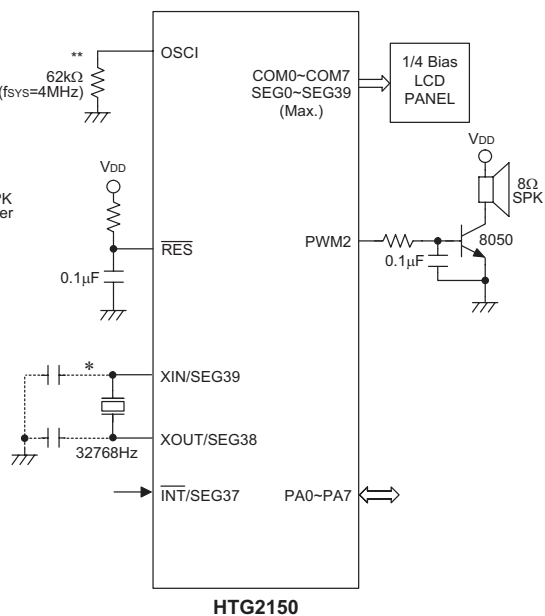 **
OSCI
62kΩ
(fSYS=4MHz)
COM0~COM7
SEG0~SEG39
(Max.)
1/4 Bias
LCD
PANEL
VDD
VDD
8Ω
SPK
8050
PWM2
0.1μF
RES
0.1μF
*
XIN/SEG39
XOUT/SEG38
32768Hz
INT/SEG37
PA0~PA7
HTG2150